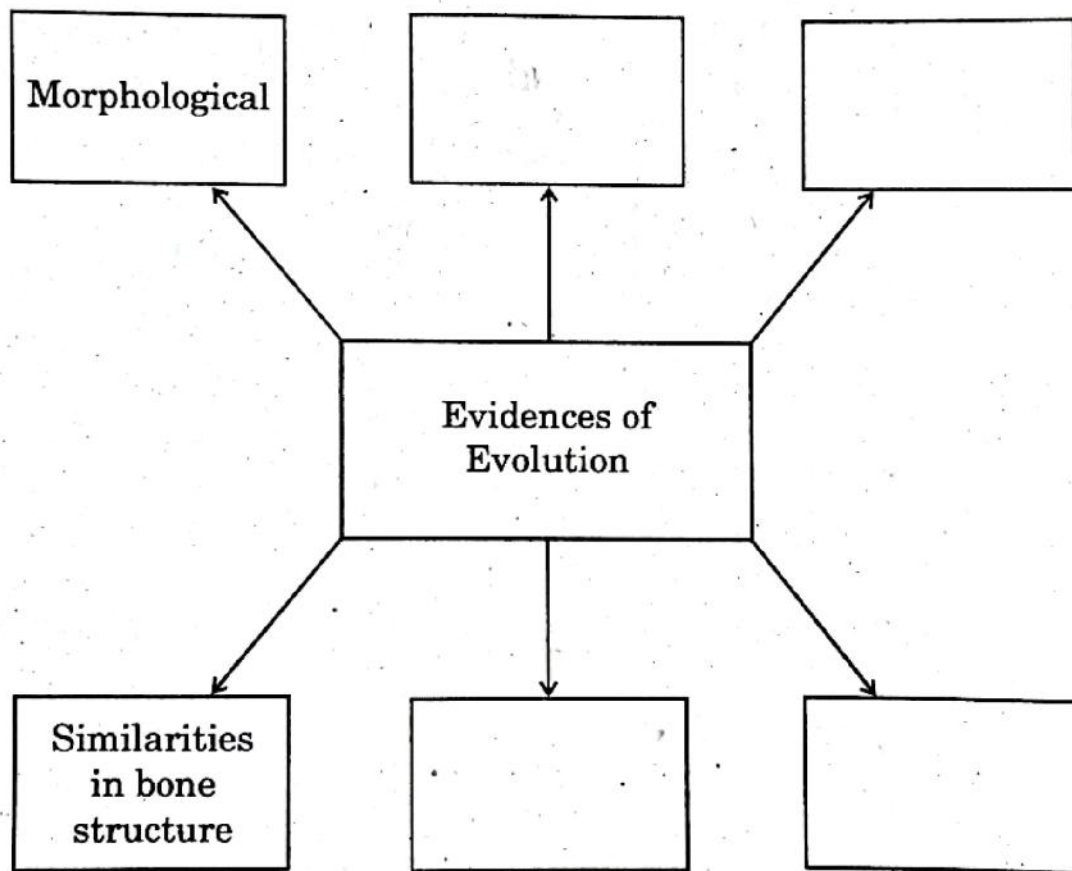 Morphological
Evidences of
Evolution
Similarities
in bone
structure